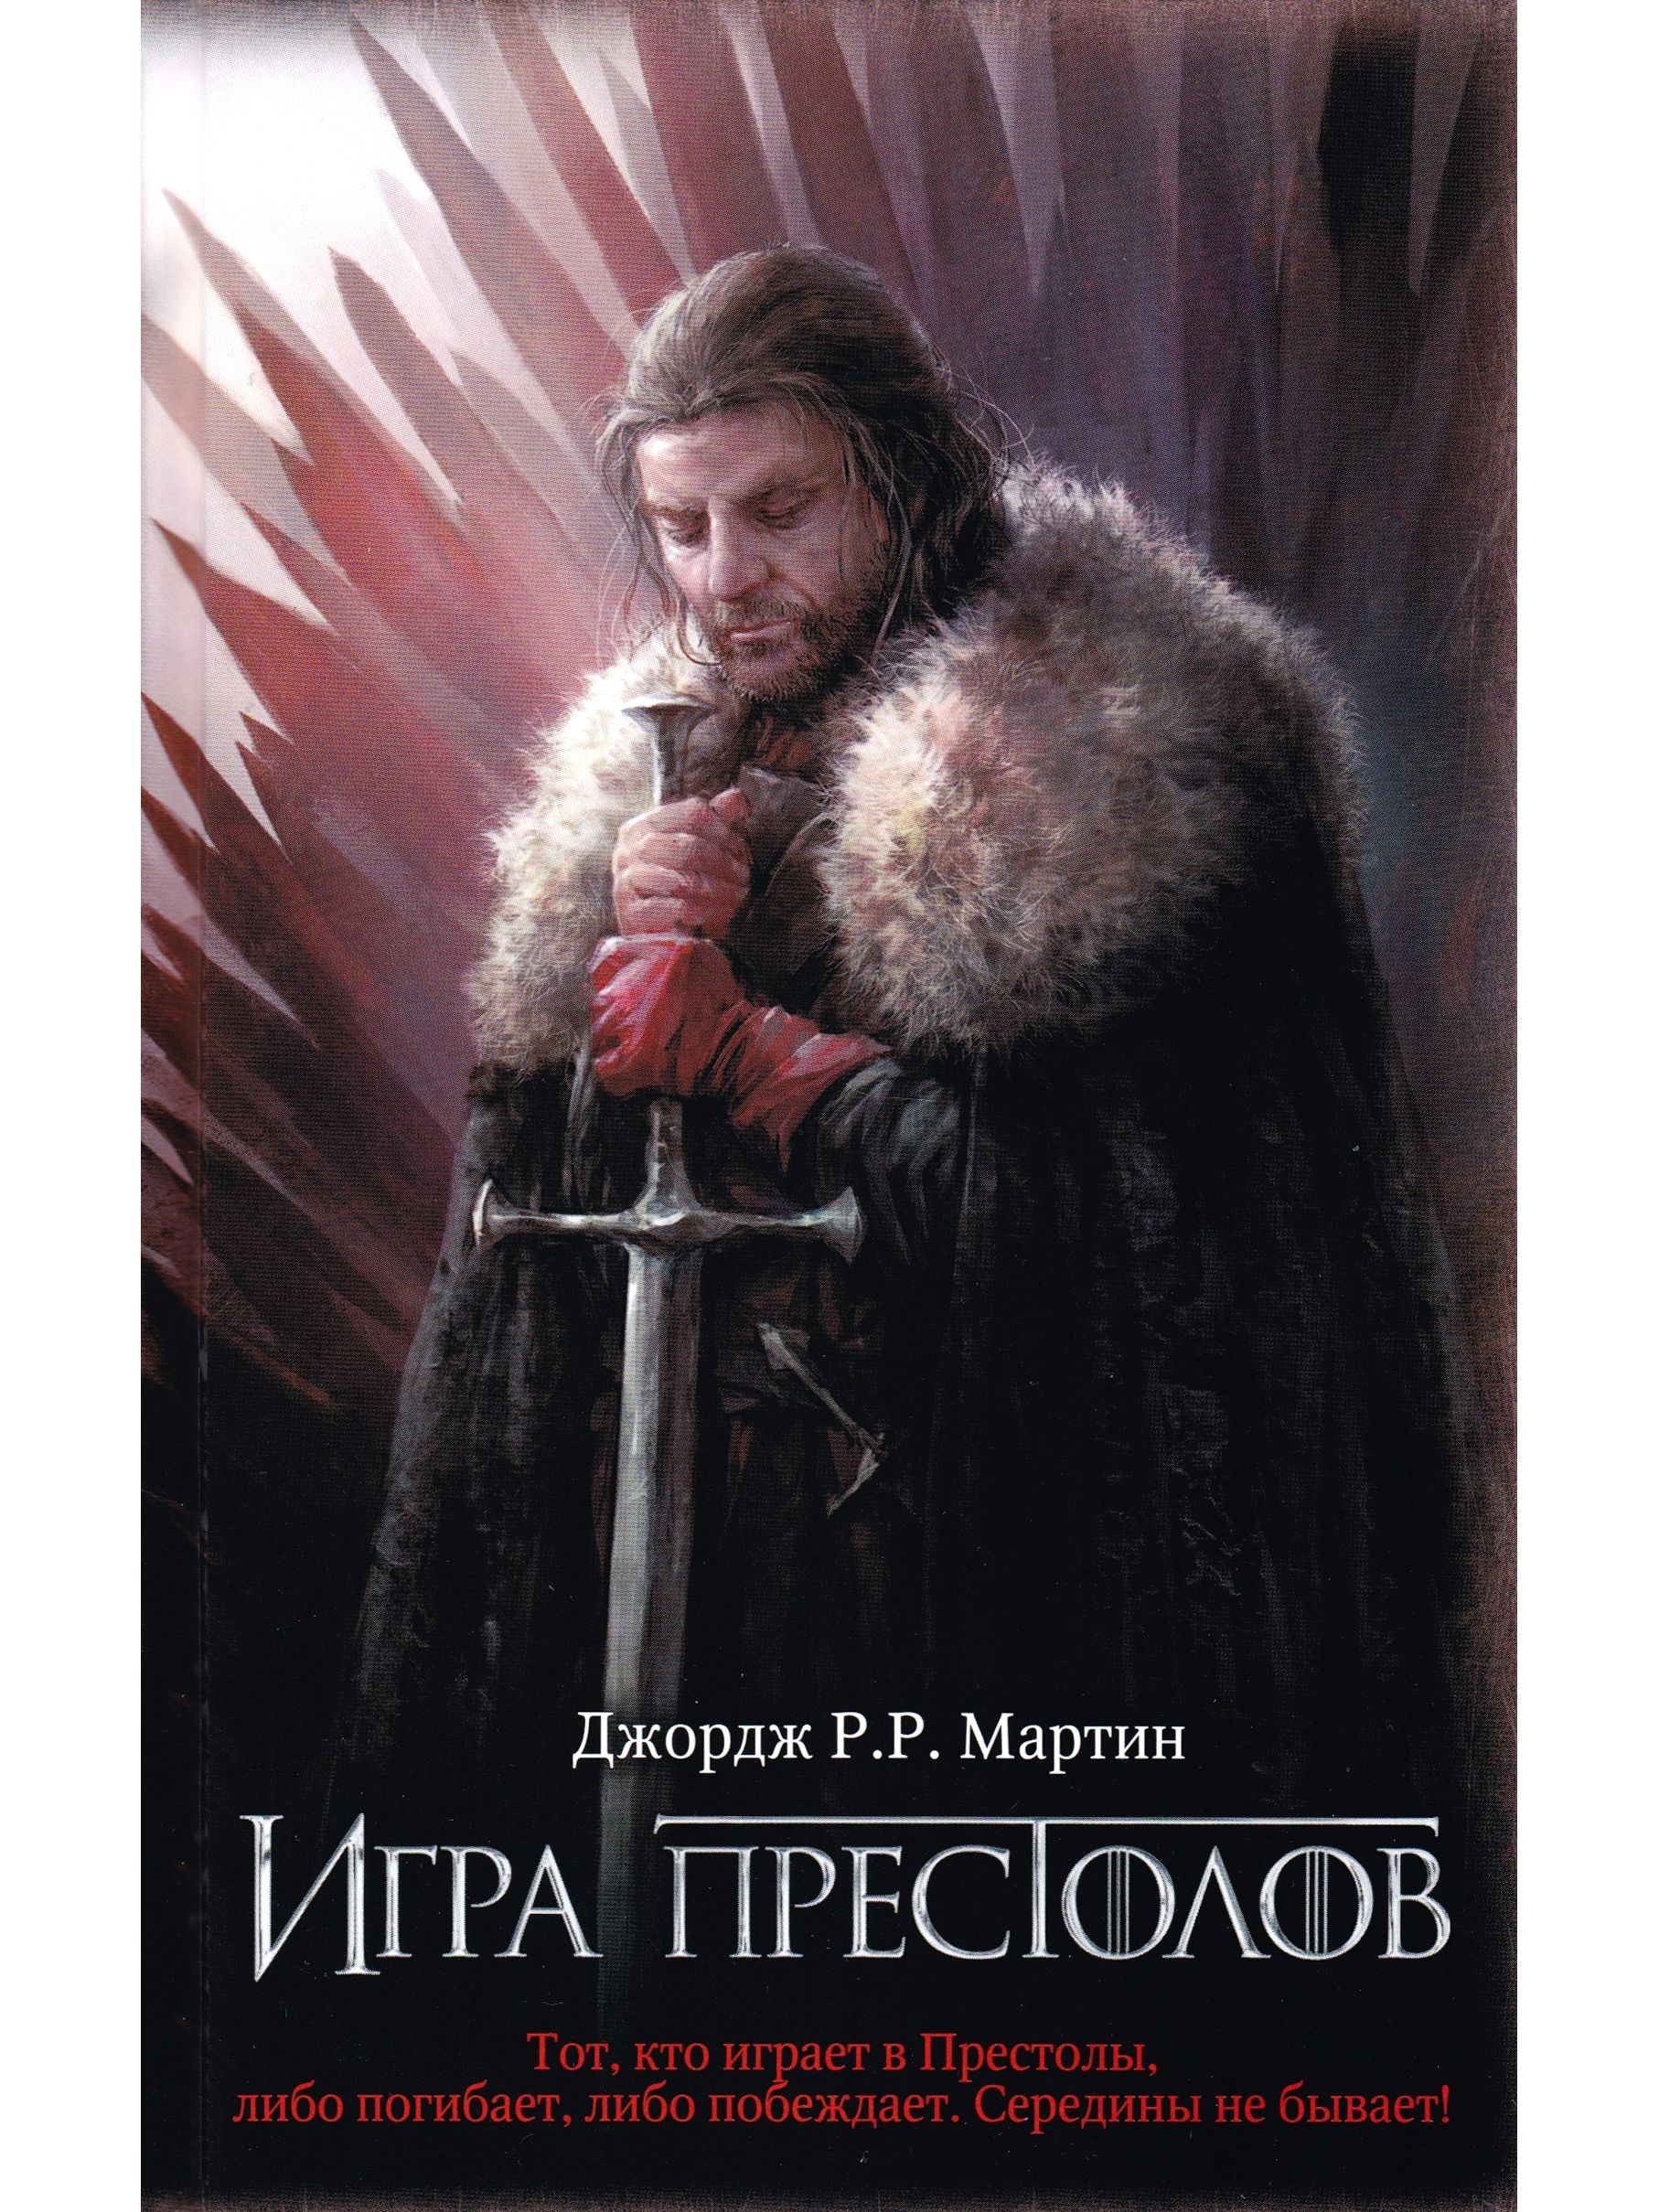 Джордж Р.Р. Мартин
ИГРА ПРЕСТОЛОВ
Тот, кто играет в Престолы,
либо погибает, либо побеждает. Середины не бывает!